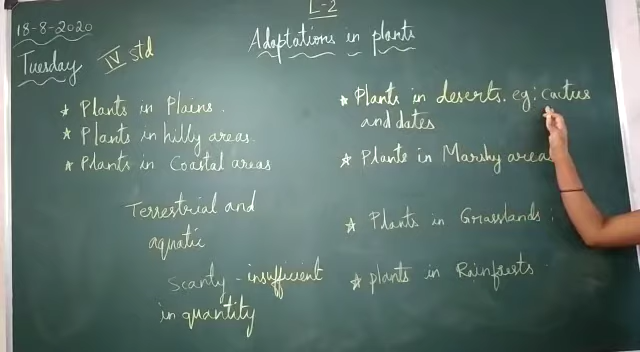 18-8-2020
Tuesday
IV std
L-2
Adaptations in plants
★ Plants in Plains.
★ Plants in hilly areas.
★ Plants in Coastal areas
Terrestrial and
aquatic
Scanty - insufficient
in quantity
★ Plants in deserts. eg: cactus
and dates
★ Plants in Marshy area
★ Plants in Grasslands :
★ plants in Rainfrests -